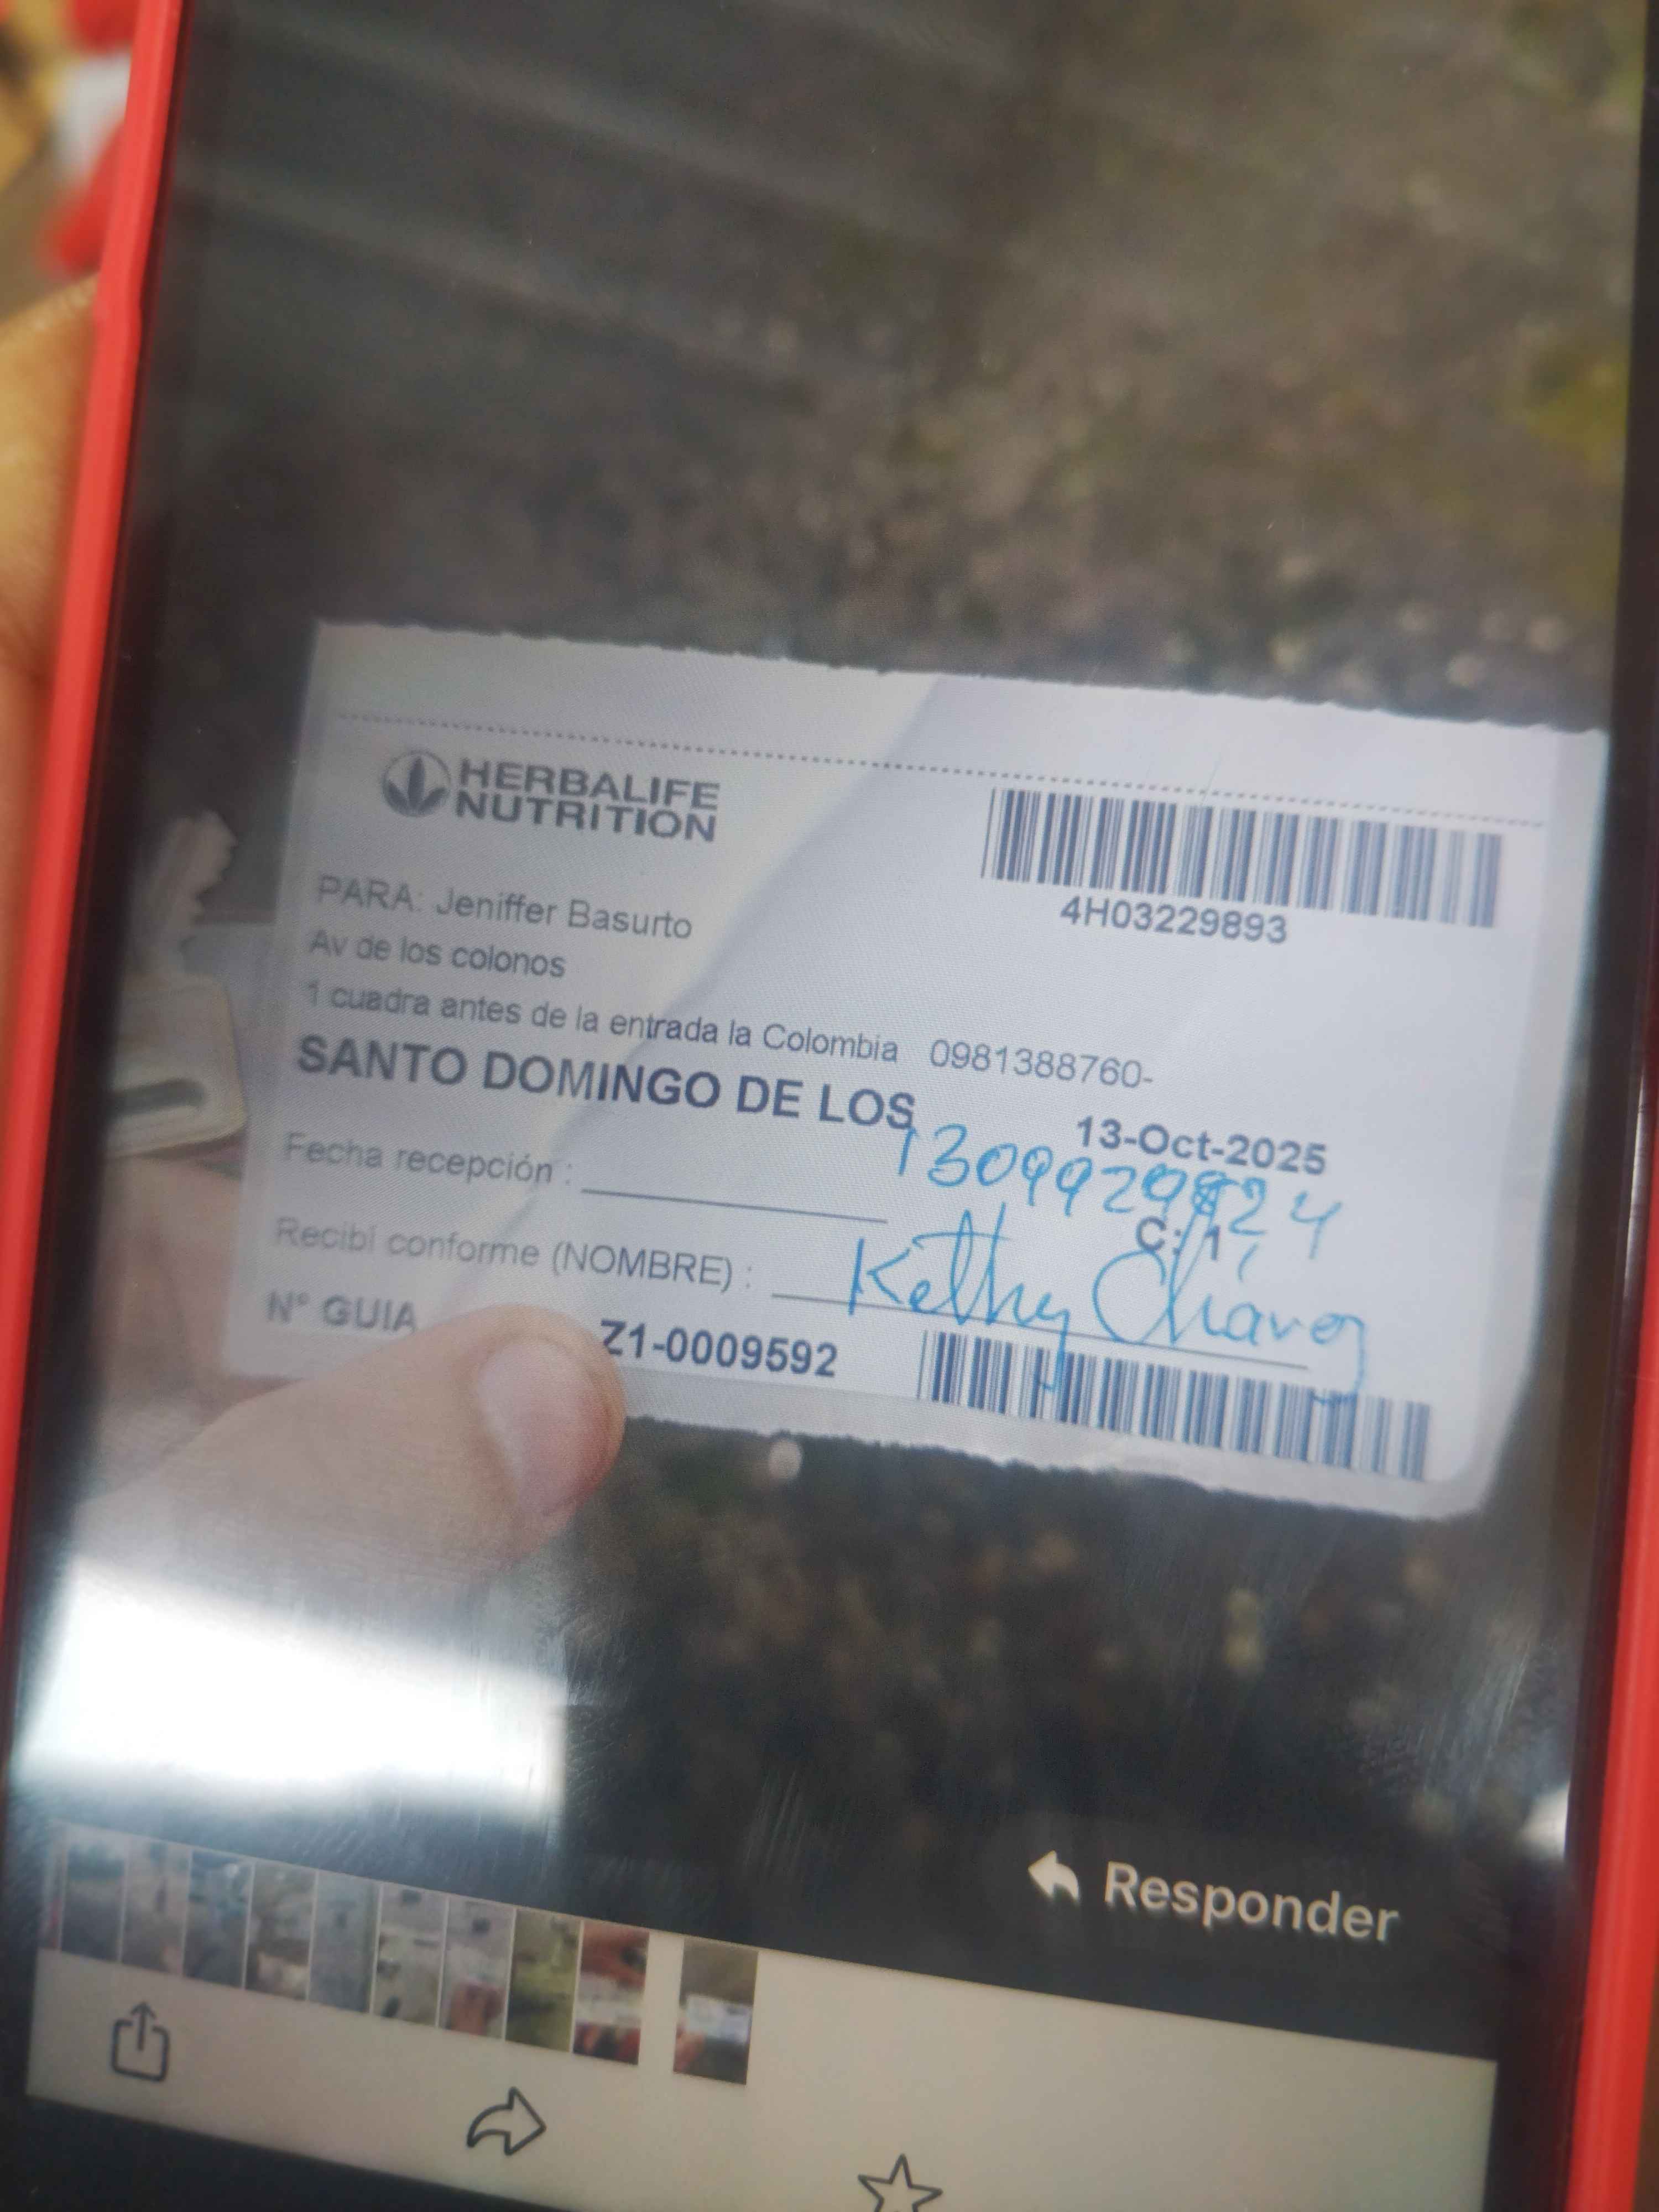 HERBALIFE
NUTRITION
4H03229893
PARA: Jeniffer Basurto
Av de los colonos
1 cuadra antes de la entrada la Colombia 0981388760-
SANTO DOMINGO DE LOS
13-Oct-2025
Fecha recepción :
C: 1
Recibí conforme (NOMBRE) : Kethy Chavez
N° GUIA Z1-0009592
Responder